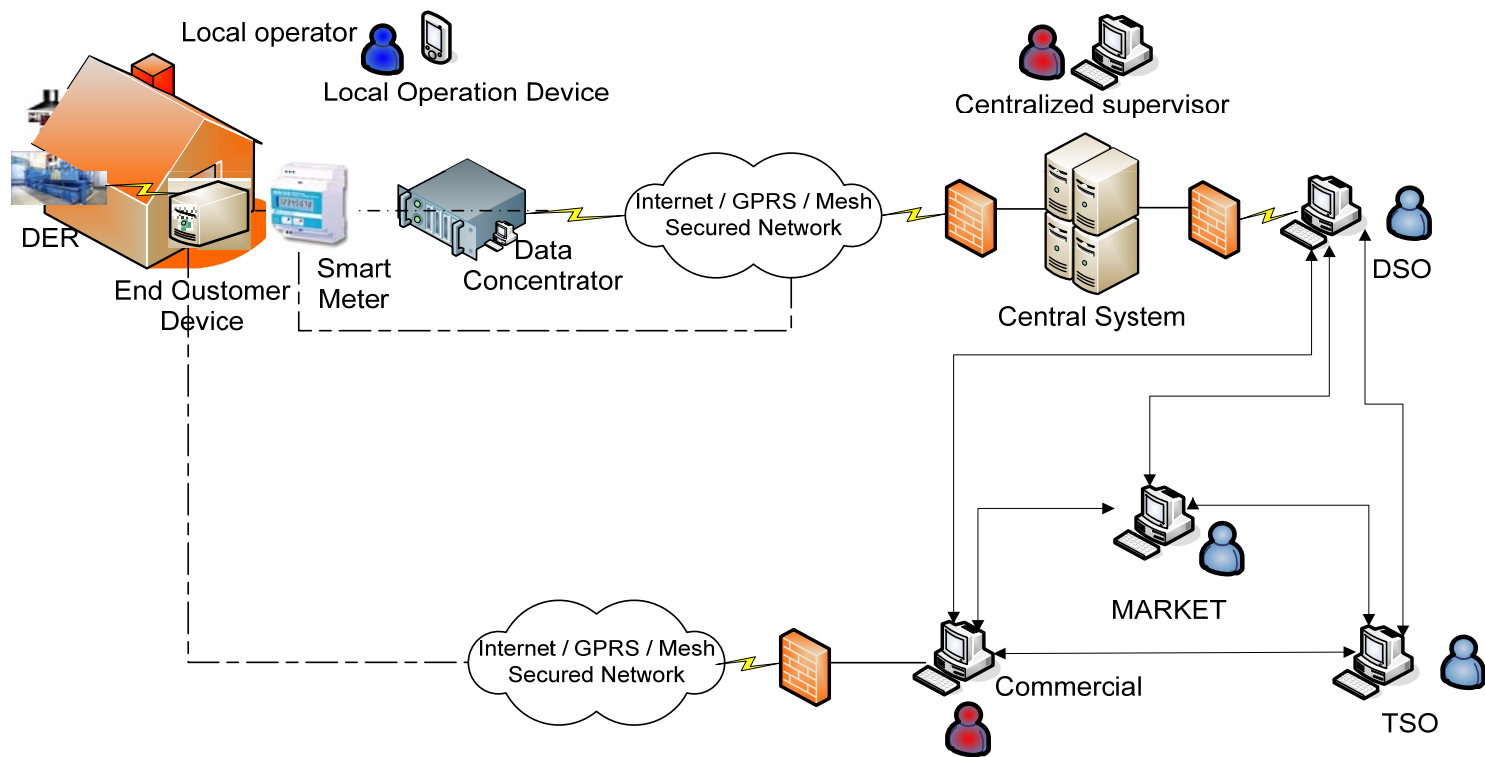 Local operator
Local Operation Device
Centralized supervisor
DER
End Customer
Device
Smart
Meter
Data
Concentrator
Internet / GPRS / Mesh
Secured Network
Central System
DSO
MARKET
Internet / GPRS / Mesh
Secured Network
Commercial
TSO